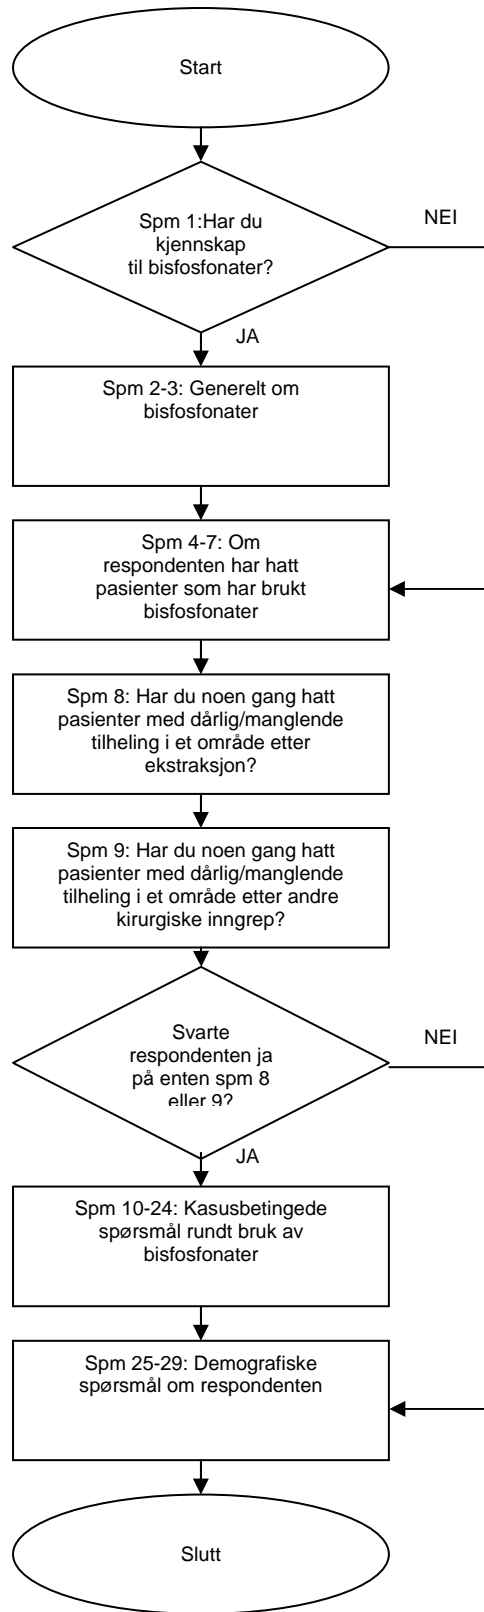 Start
Spm 1:Har du
kjennskap
til bisfosfonater?
NEI
JA
Spm 2-3: Generelt om
bisfosfonater
Spm 4-7: Om
respondenten har hatt
pasienter som har brukt
bisfosfonater
Spm 8: Har du noen gang hatt
pasienter med dårlig/manglende
tilheling i et område etter
ekstraksjon?
Spm 9: Har du noen gang hatt
pasienter med dårlig/manglende
tilheling i et område etter andre
kirurgiske inngrep?
Svarte
respondenten ja
på enten spm 8
eller 9?
NEI
JA
Spm 10-24: Kasusbetingede
spørsmål rundt bruk av
bisfosfonater
Spm 25-29: Demografiske
spørsmål om respondenten
Slutt